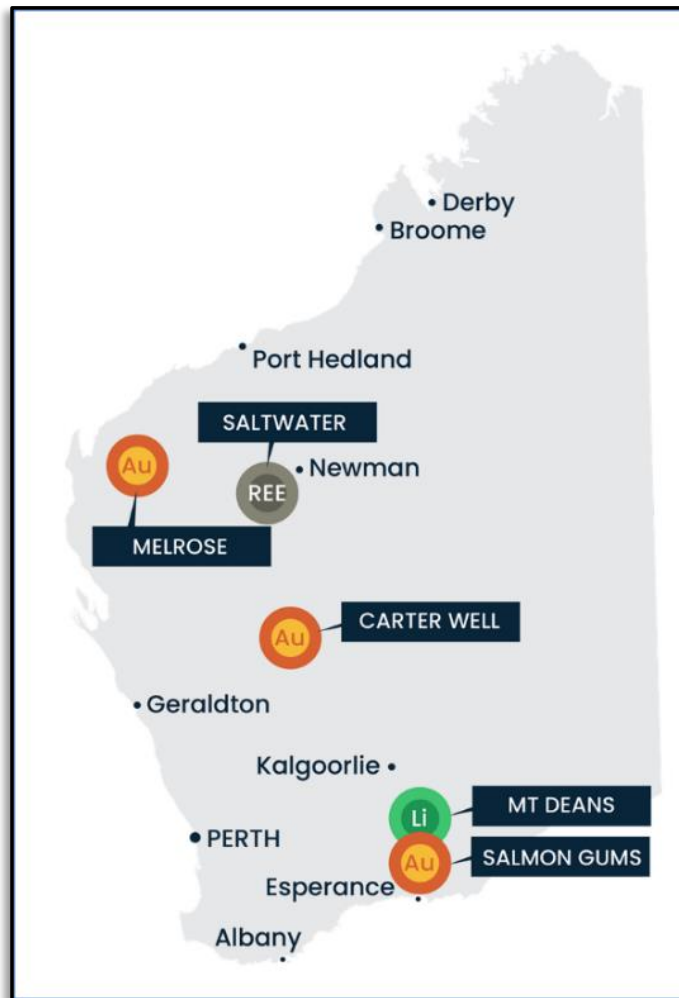 Derby
Broome
Port Hedland
SALTWATER
Au
Newman
REE
MELROSE
CARTER WELL
Au
Geraldton
Kalgoorlie
MT DEANS
Li
PERTH
SALMON GUMS
Au
Esperance
Albany